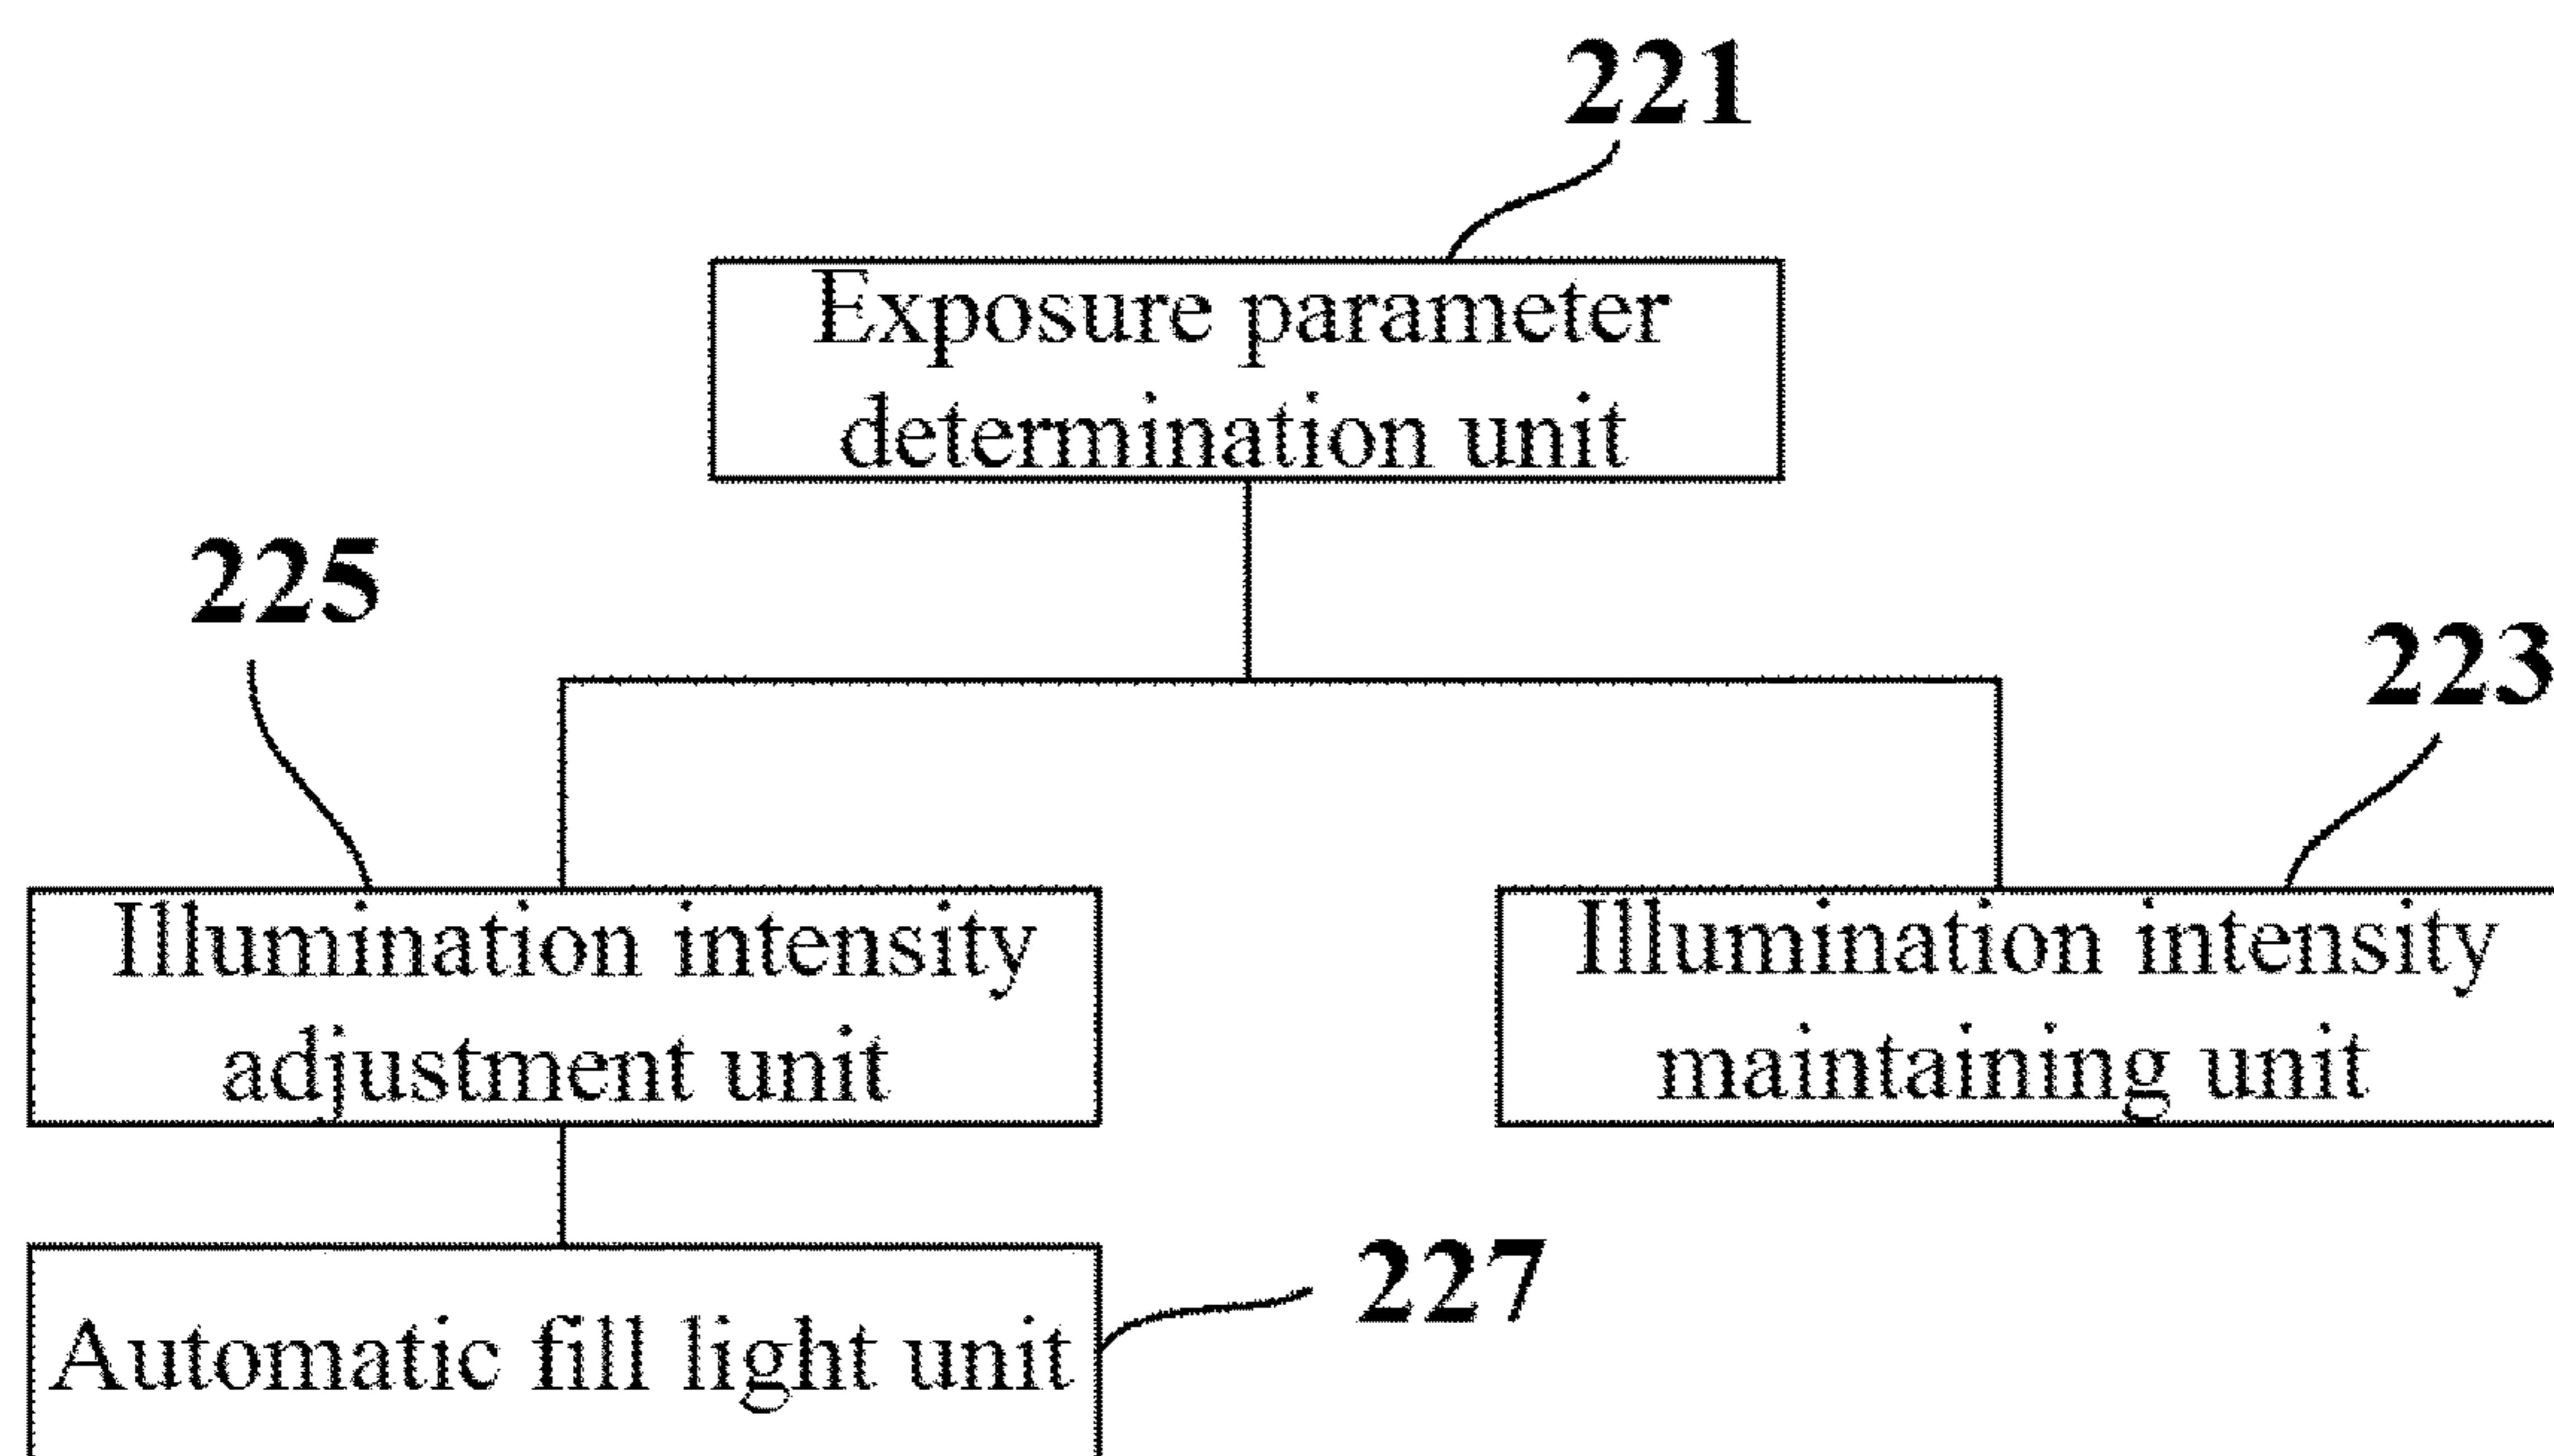 221
Exposure parameter
determination unit
225
223
Illumination intensity
adjustment unit
Illumination intensity
maintaining unit
Automatic fill light unit
227